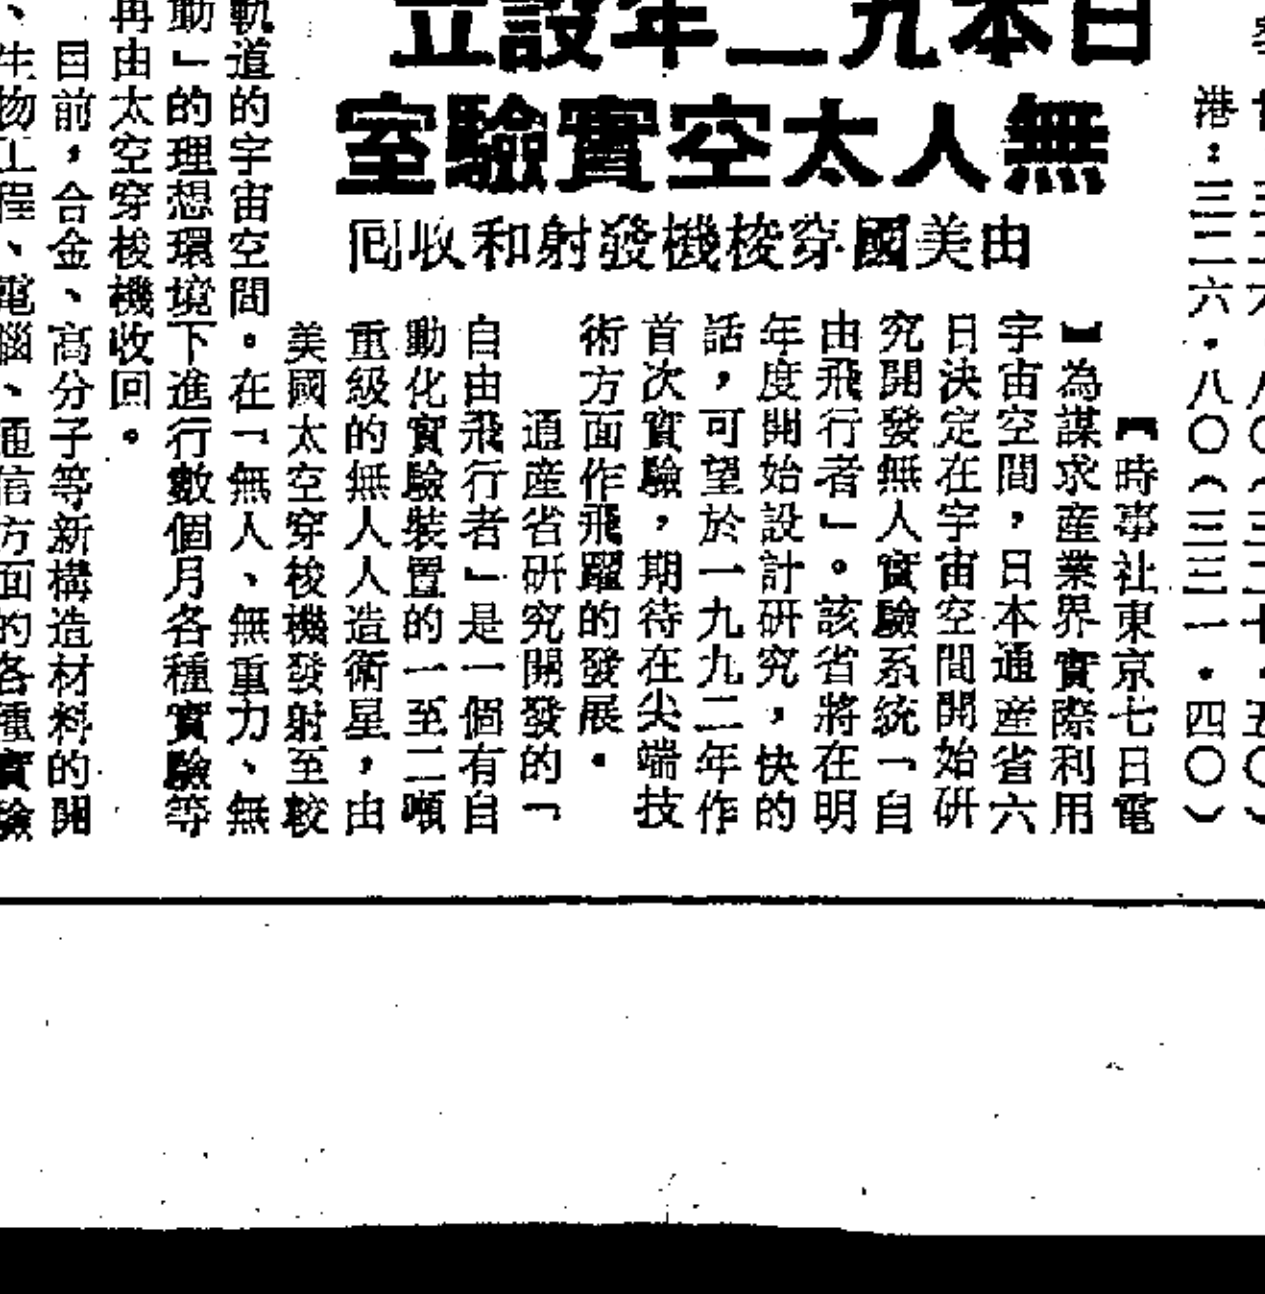 港：三二六．八〇（三三一．四〇）
日本九二年設立
無人太空實驗室
由美國穿梭機發射和收回
【時事社東京七日電
】為謀求産業界實際利用
宇宙空間，日本通産省六
日決定在宇宙空間開始研
究開發無人實驗系統「自
由飛行者」。該省將在明
年度開始設計研究，快的
話，可望於一九九二年作
首次實驗，期待在尖端技
術方面作飛躍的發展．
通産省研究開發的「
自由飛行者」是一個有自
動化實驗裝置的一至二噸
重級的無人人造衛星，由
美國太空穿梭機發射至較
軌道的宇宙空間。在「無人、無重力、無
動」的理想環境下進行數個月各種實驗等
再由太空穿梭機收回。
目前，合金、高分子等新構造材料的開
、生物工程、電腦、通信方面的各種實驗